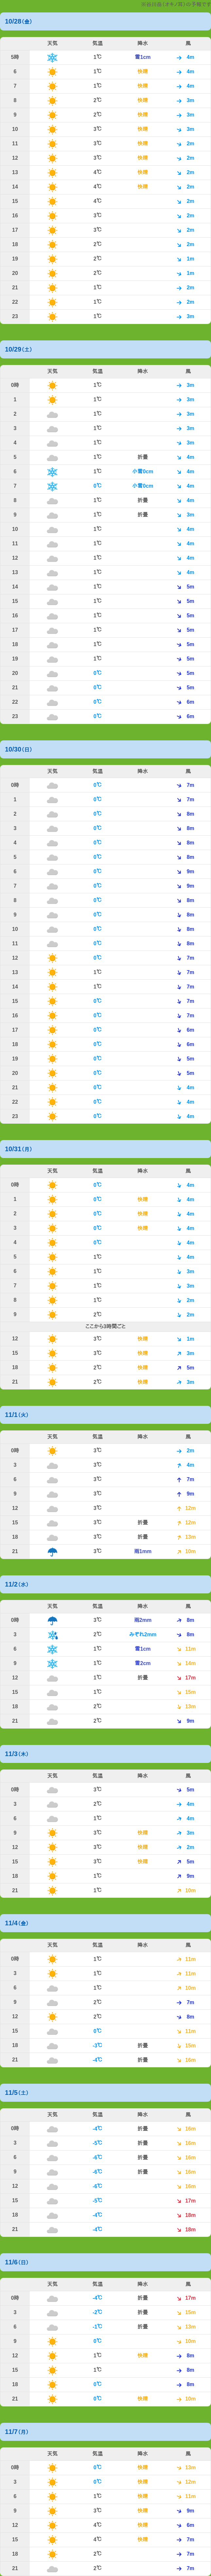 10/28(金)
天気 気温 降水 風
5時 1℃ 雪1cm 4m
6 1℃ 快晴 4m
7 1℃ 快晴 4m
8 2℃ 快晴 3m
9 2℃ 快晴 3m
10 3℃ 快晴 3m
11 3℃ 快晴 2m
12 3℃ 快晴 2m
13 4℃ 快晴 2m
14 4℃ 快晴 2m
15 4℃ 2m
16 3℃ 2m
17 3℃ 2m
18 2℃ 2m
19 2℃ 1m
20 2℃ 1m
21 1℃ 2m
22 1℃ 2m
23 1℃ 3m
10/29(土)
天気 気温 降水 風
0時 1℃ 3m
1 1℃ 3m
2 1℃ 3m
3 1℃ 3m
4 1℃ 3m
5 1℃ 折畳 4m
6 1℃ 小雪0cm 4m
7 0℃ 小雪0cm 4m
8 1℃ 折畳 4m
9 1℃ 折畳 3m
10 1℃ 4m
11 1℃ 4m
12 1℃ 4m
13 1℃ 4m
14 1℃ 5m
15 1℃ 5m
16 1℃ 5m
17 1℃ 5m
18 1℃ 5m
19 1℃ 5m
20 0℃ 5m
21 0℃ 5m
22 0℃ 6m
23 0℃ 6m
10/30(日)
天気 気温 降水 風
0時 0℃ 7m
1 0℃ 7m
2 0℃ 8m
3 0℃ 8m
4 0℃ 8m
5 0℃ 8m
6 0℃ 9m
7 0℃ 9m
8 0℃ 8m
9 0℃ 8m
10 0℃ 8m
11 0℃ 8m
12 0℃ 7m
13 1℃ 7m
14 1℃ 7m
15 0℃ 7m
16 0℃ 7m
17 0℃ 6m
18 0℃ 6m
19 0℃ 5m
20 0℃ 5m
21 0℃ 4m
22 0℃ 4m
23 0℃ 4m
10/31(月)
天気 気温 降水 風
0時 0℃ 4m
1 0℃ 快晴 4m
2 0℃ 快晴 4m
3 0℃ 快晴 4m
4 0℃ 4m
5 1℃ 4m
6 1℃ 3m
7 1℃ 3m
8 1℃ 2m
9 2℃ 2m
ここから3時間ごと
12 3℃ 快晴 1m
15 3℃ 快晴 3m
18 2℃ 快晴 5m
21 2℃ 快晴 3m
11/1(火)
天気 気温 降水 風
0時 3℃ 2m
3 3℃ 4m
6 3℃ 7m
9 3℃ 9m
12 3℃ 12m
15 3℃ 折畳 12m
18 3℃ 折畳 12m
21 3℃ 雨1mm 10m
11/2(水)
天気 気温 降水 風
0時 3℃ 雨2mm 8m
3 2℃ みぞれ2mm 8m
6 1℃ 雪1cm 11m
9 1℃ 雪2cm 14m
12 1℃ 折畳 17m
15 1℃ 15m
18 2℃ 13m
21 2℃ 9m
11/3(木)
天気 気温 降水 風
0時 3℃ 5m
3 2℃ 4m
6 1℃ 4m
9 3℃ 快晴 3m
12 3℃ 快晴 2m
15 3℃ 快晴 5m
18 1℃ 9m
21 1℃ 10m
11/4(金)
天気 気温 降水 風
0時 1℃ 11m
3 1℃ 11m
6 1℃ 10m
9 2℃ 7m
12 2℃ 8m
15 0℃ 11m
18 -3℃ 折畳 15m
21 -4℃ 折畳 16m
11/5(土)
天気 気温 降水 風
0時 -4℃ 折畳 16m
3 -5℃ 折畳 16m
6 -6℃ 折畳 16m
9 -6℃ 折畳 16m
12 -6℃ 16m
15 -5℃ 17m
18 -4℃ 18m
21 -4℃ 18m
11/6(日)
天気 気温 降水 風
0時 -4℃ 折畳 17m
3 -2℃ 折畳 15m
6 -1℃ 折畳 13m
9 0℃ 10m
12 1℃ 快晴 8m
15 1℃ 8m
18 0℃ 8m
21 0℃ 快晴 10m
11/7(月)
天気 気温 降水 風
0時 0℃ 快晴 13m
3 0℃ 快晴 12m
6 1℃ 快晴 11m
9 3℃ 快晴 9m
12 4℃ 快晴 6m
15 4℃ 快晴 7m
18 2℃ 7m
21 2℃ 7m